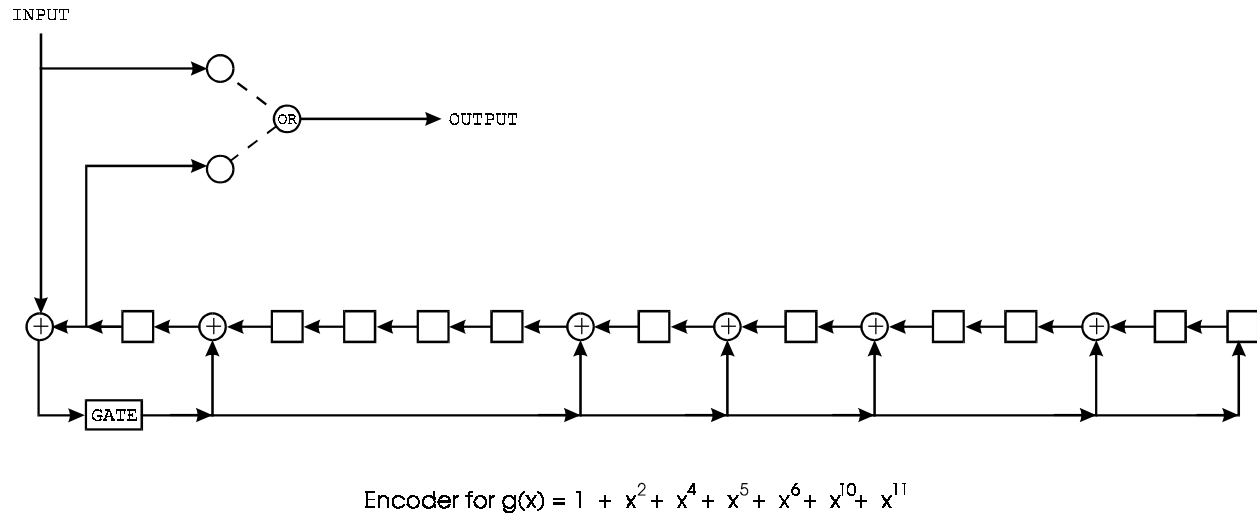 INPUT
OR
OUTPUT
+ + + + + +
GATE
Encoder for g(x) = 1 + x² + x⁴ + x⁵ + x⁶ + x¹⁰ + x¹¹